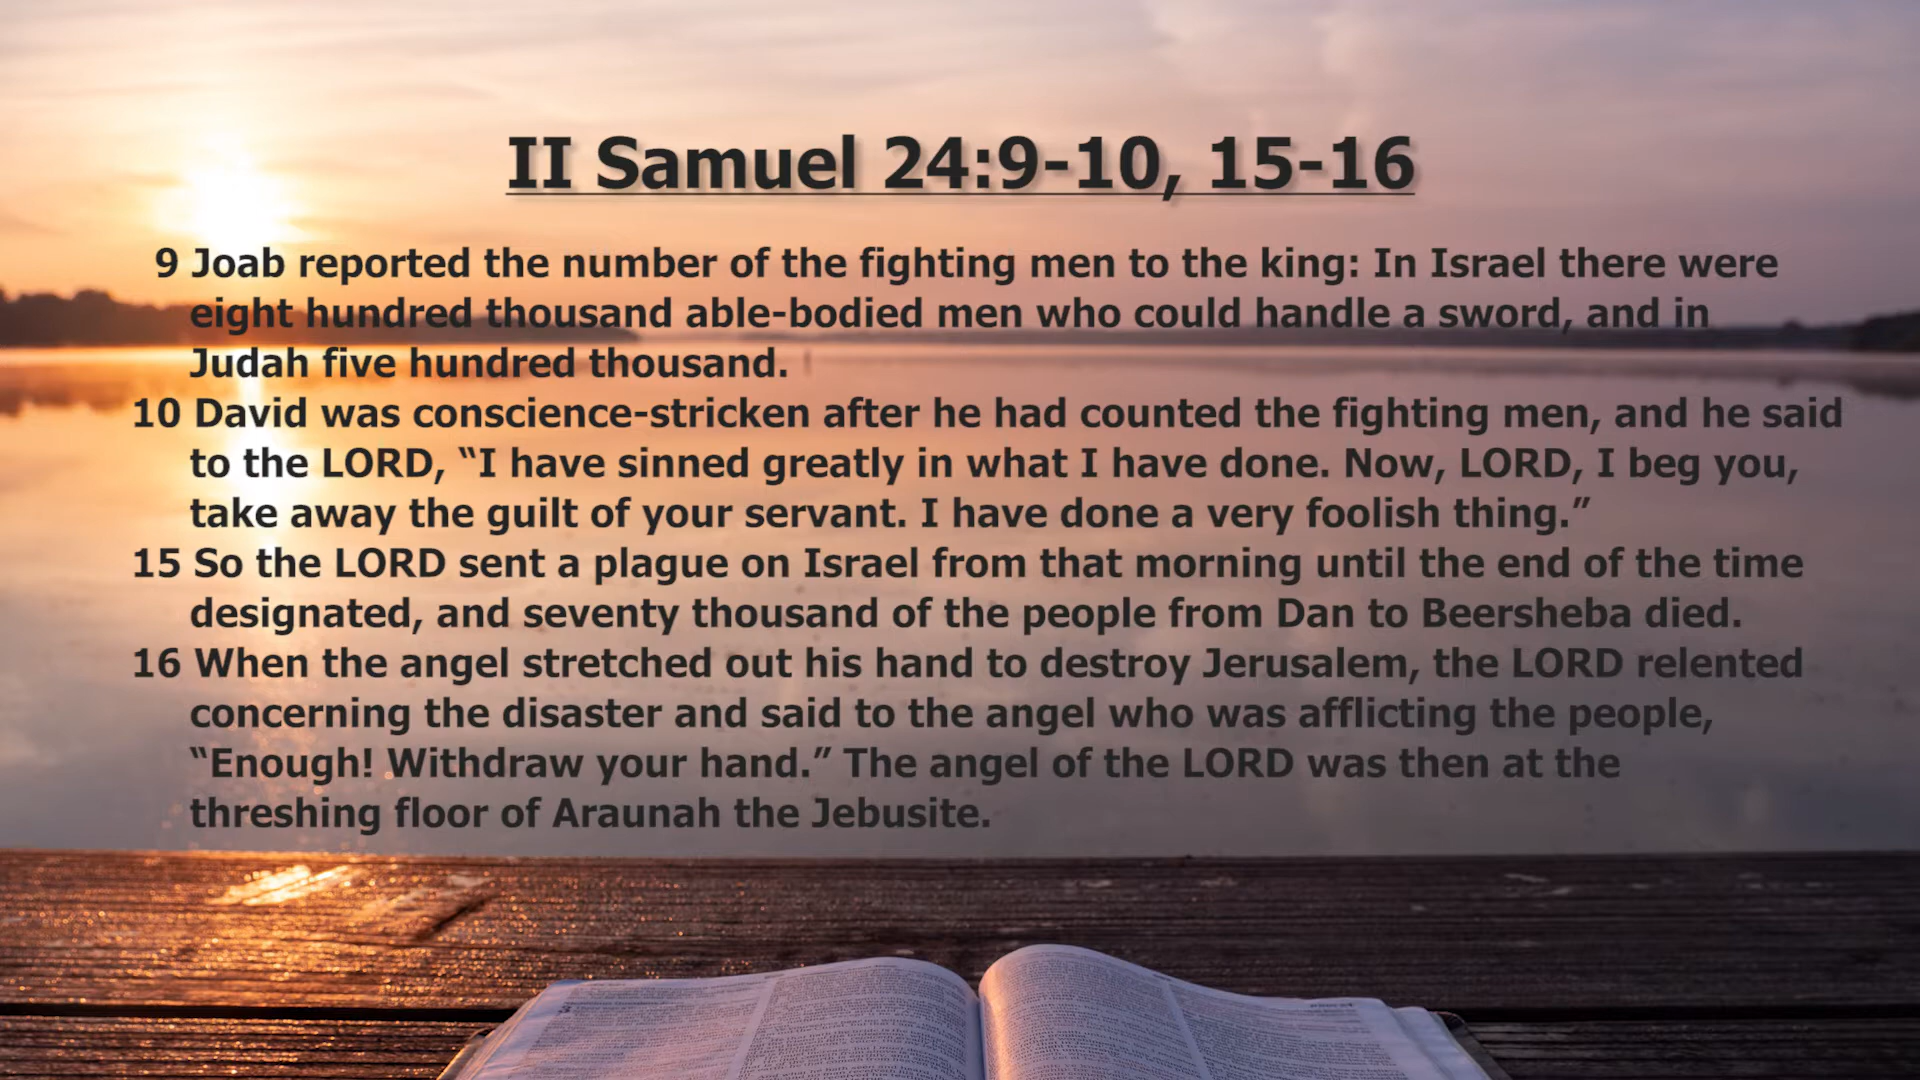 II Samuel 24:9-10, 15-16
9 Joab reported the number of the fighting men to the king: In Israel there were
eight hundred thousand able-bodied men who could handle a sword, and in
Judah five hundred thousand.
10 David was conscience-stricken after he had counted the fighting men, and he said
to the LORD, “I have sinned greatly in what I have done. Now, LORD, I beg you,
take away the guilt of your servant. I have done a very foolish thing.”
15 So the LORD sent a plague on Israel from that morning until the end of the time
designated, and seventy thousand of the people from Dan to Beersheba died.
16 When the angel stretched out his hand to destroy Jerusalem, the LORD relented
concerning the disaster and said to the angel who was afflicting the people,
“Enough! Withdraw your hand.” The angel of the LORD was then at the
threshing floor of Araunah the Jebusite.